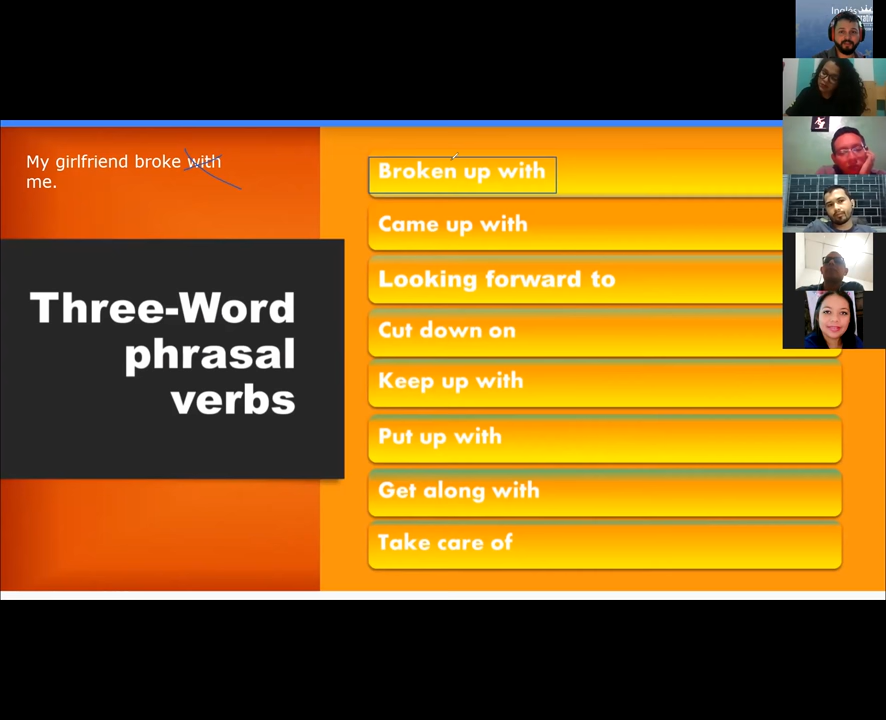 Inglés
My girlfriend broke with
me.
Three-Word
phrasal
verbs
Broken up with
Came up with
Looking forward to
Cut down on
Keep up with
Put up with
Get along with
Take care of